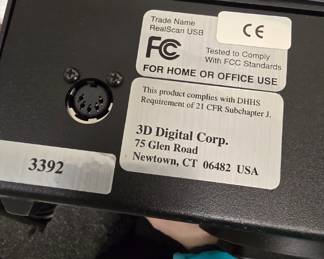 Trade Name
RealScan USB
CE
FC
Tested to Comply
With FCC Standards
FOR HOME OR OFFICE USE
This product complies with DHHS
Requirement of 21 CFR Subchapter J.
3D Digital Corp.
75 Glen Road
Newtown, CT 06482 USA
3392